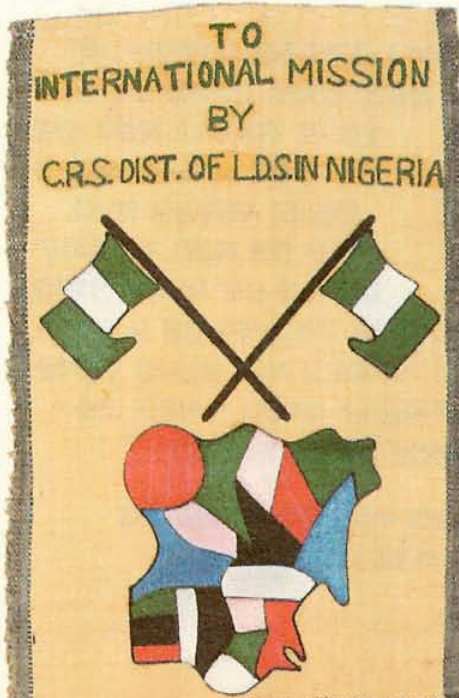 TO
INTERNATIONAL MISSION
BY
C.R.S. DIST. OF L.D.S. IN NIGERIA